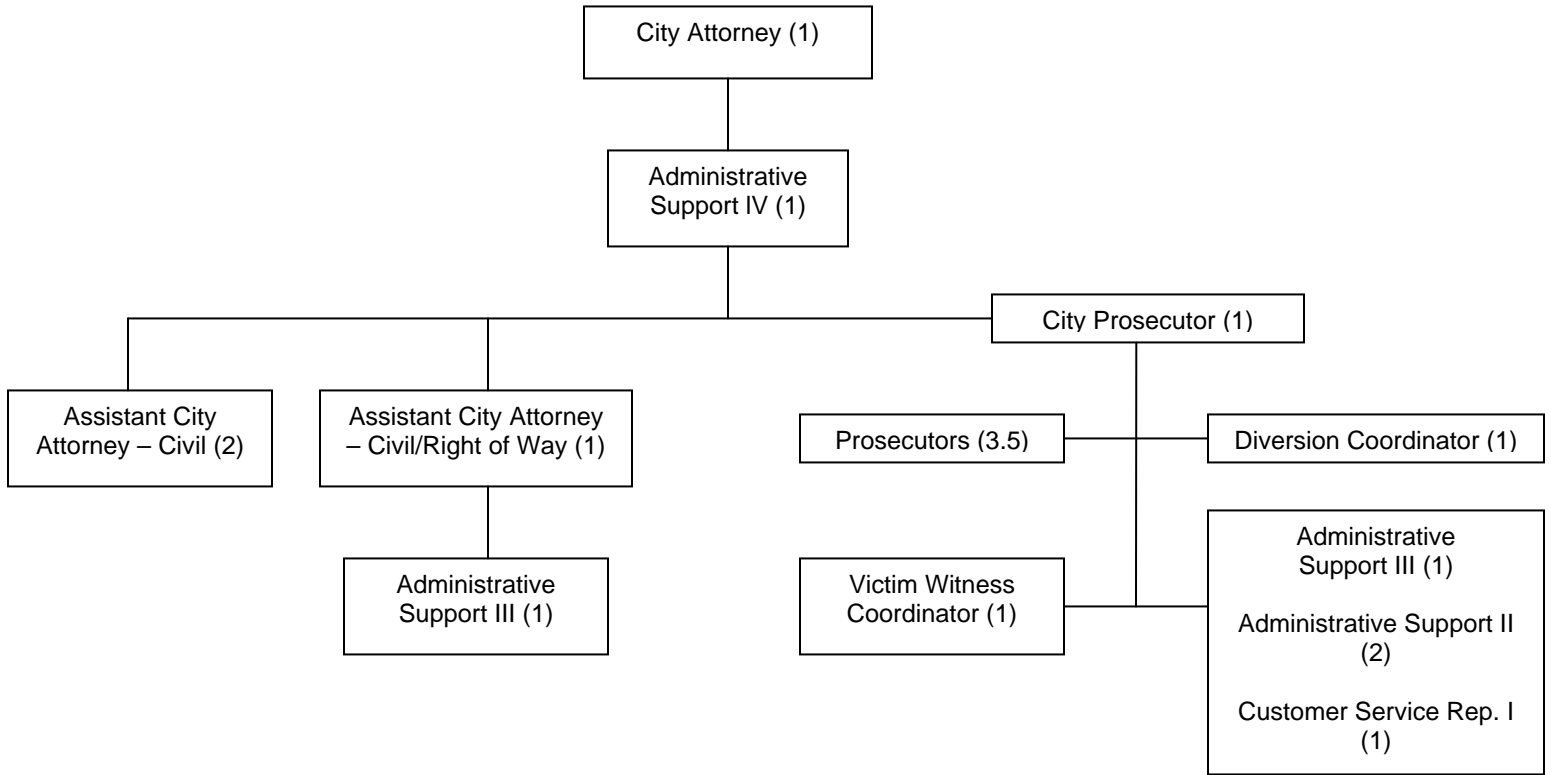 City Attorney (1)
Administrative
Support IV (1)
City Prosecutor (1)
Assistant City
Attorney – Civil (2)
Assistant City Attorney
– Civil/Right of Way (1)
Prosecutors (3.5)
Diversion Coordinator (1)
Administrative
Support III (1)
Victim Witness
Coordinator (1)
Administrative
Support III (1)
Administrative Support II
(2)
Customer Service Rep. I
(1)